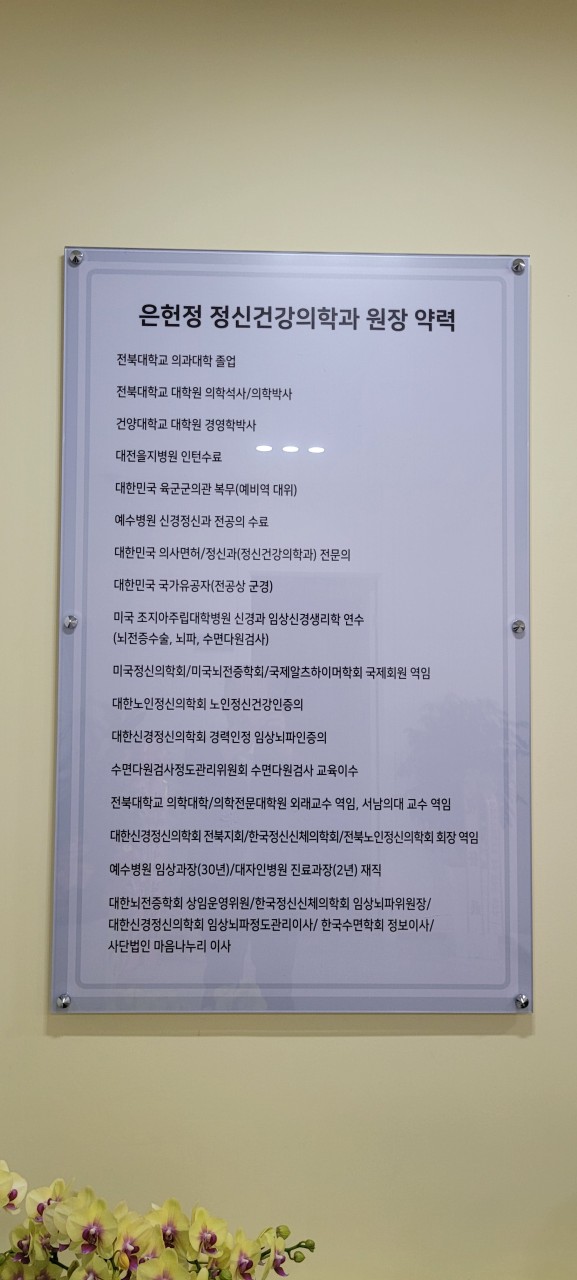 은헌정 정신건강의학과 원장 약력
전북대학교 의과대학 졸업
전북대학교 대학원 의학석사/의학박사
건양대학교 대학원 경영학박사
대전을지병원 인턴수료
대한민국 육군군의관 복무(예비역 대위)
예수병원 신경정신과 전공의 수료
대한민국 의사면허/정신과(정신건강의학과) 전문의
대한민국 국가유공자(전공상 군경)
미국 조지아주립대학병원 신경과 임상신경생리학 연수
(뇌전증수술, 뇌파, 수면다원검사)
미국정신의학회/미국뇌전증학회/국제알츠하이머학회 국제회원 역임
대한노인정신의학회 노인정신건강인증의
대한신경정신의학회 경력인정 임상뇌파인증의
수면다원검사정도관리위원회 수면다원검사 교육이수
전북대학교 의학대학/의학전문대학원 외래교수 역임, 서남의대 교수 역임
대한신경정신의학회 전북지회/한국정신신체의학회/전북노인정신의학회 회장 역임
예수병원 임상과장(30년)/대자인병원 진료과장(2년) 재직
대한뇌전증학회 상임운영위원/한국정신신체의학회 임상뇌파위원장/
대한신경정신의학회 임상뇌파정도관리이사/ 한국수면학회 정보이사/
사단법인 마음나누리 이사